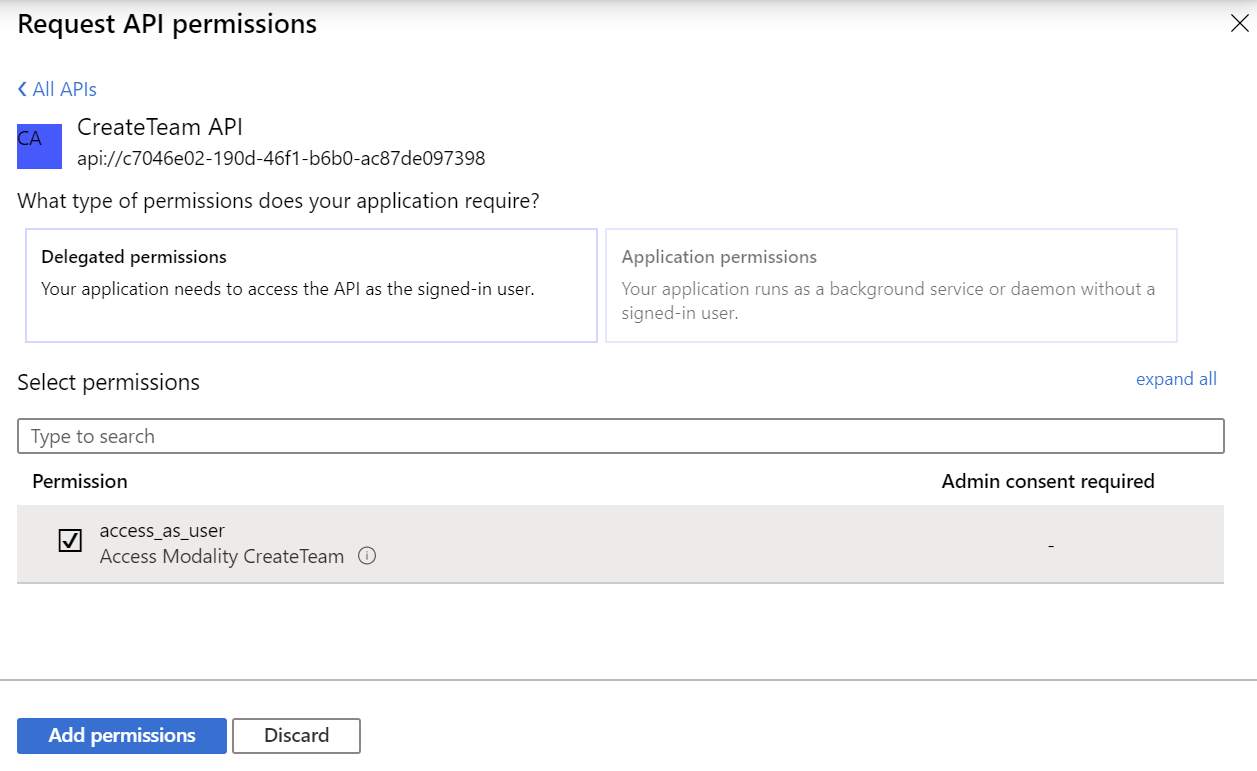 Request API permissions
All APIs
CA
CreateTeam API
api://c7046e02-190d-46f1-b6b0-ac87de097398
What type of permissions does your application require?
Delegated permissions
Your application needs to access the API as the signed-in user.
Application permissions
Your application runs as a background service or daemon without a
signed-in user.
Select permissions
expand all
Type to search
Permission
Admin consent required
access_as_user
Access Modality CreateTeam
-
Add permissions
Discard